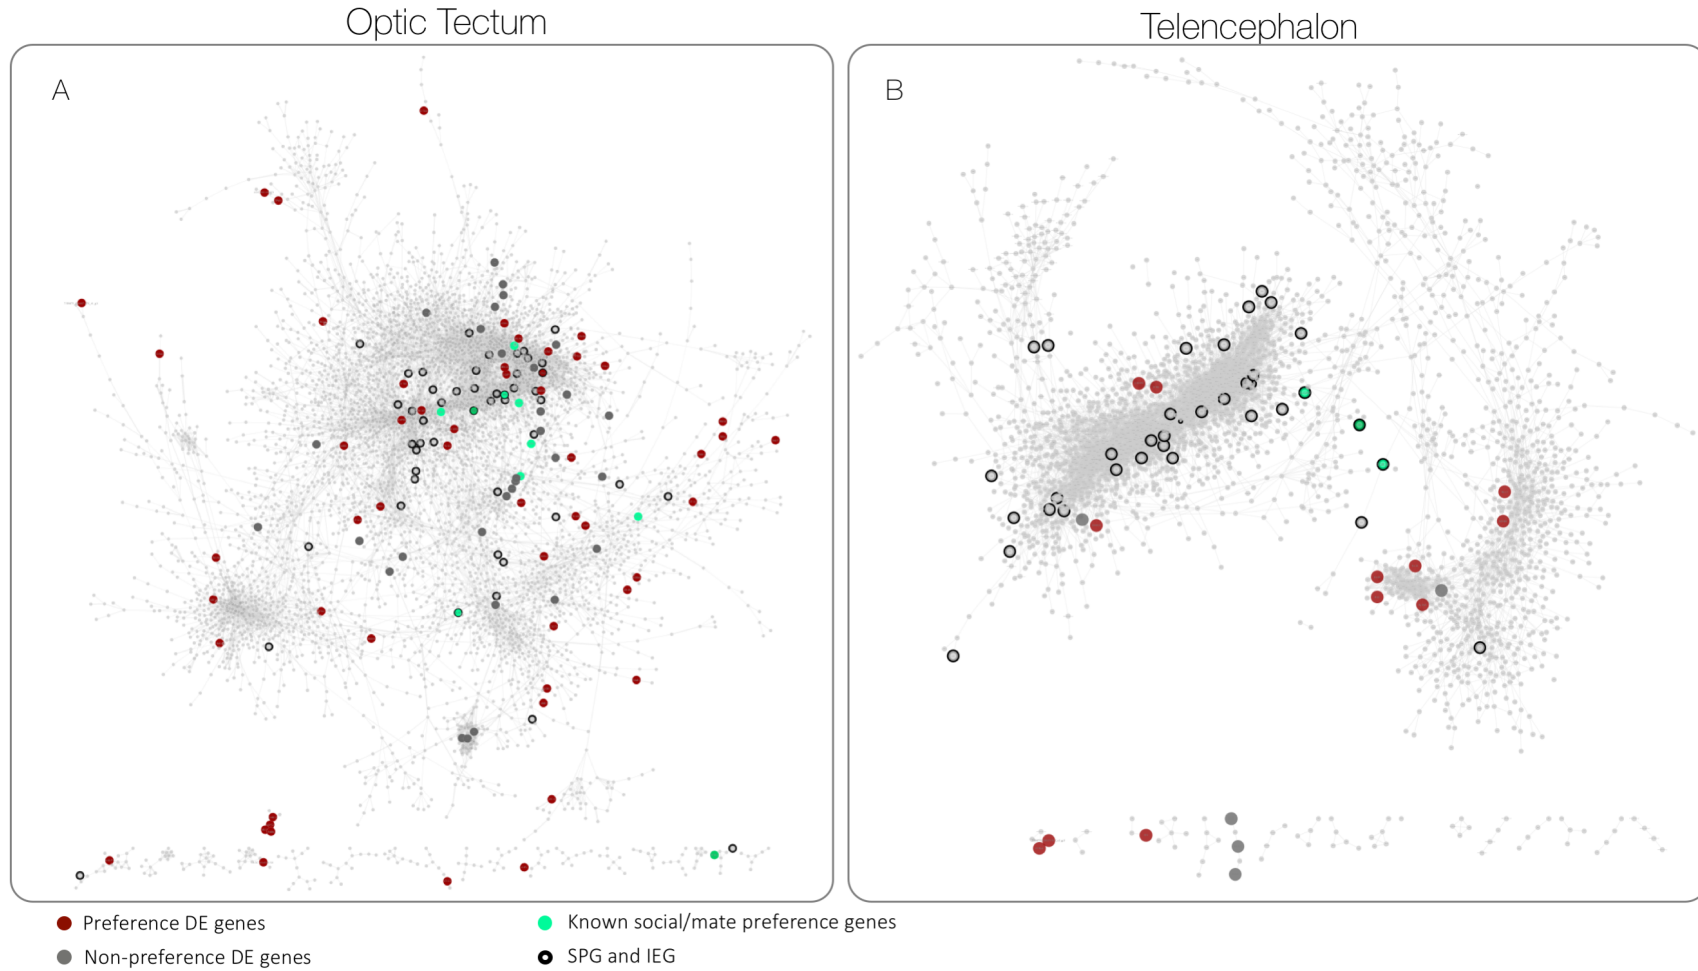 Optic Tectum
Telencephalon
A
B
Preference DE genes
Known social/mate preference genes
Non-preference DE genes
SPG and IEG